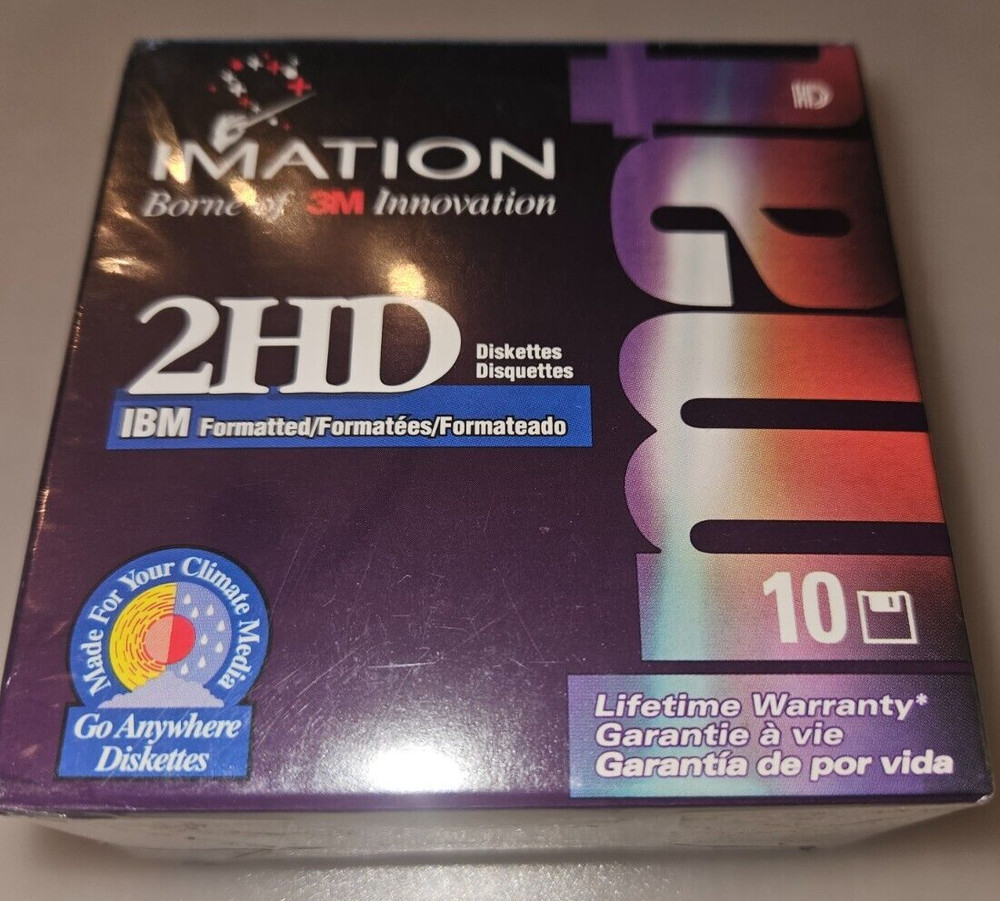 IMATION
Borne of 3M Innovation
2HD
Diskettes
Disquettes
IBM Formatted/Formatées/Formateado
HD
mat
10
Made For Your Climate Media
Go Anywhere
Diskettes
Lifetime Warranty*
Garantie à vie
Garantía de por vida